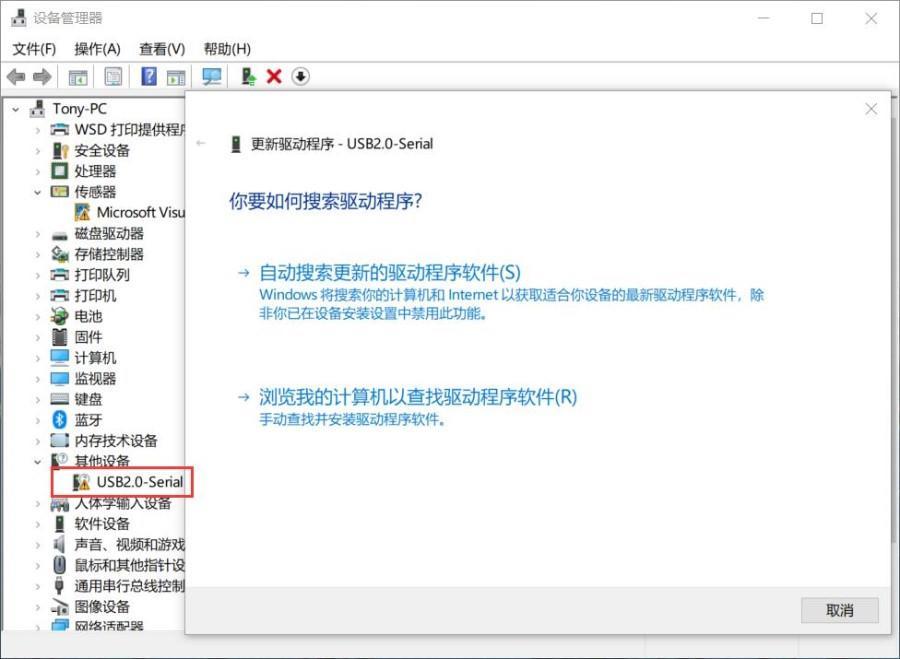 设备管理器
文件(F) 操作(A) 查看(V) 帮助(H)
Tony-PC
WSD 打印提供程序
安全设备
处理器
传感器
Microsoft Visu
磁盘驱动器
存储控制器
打印队列
打印机
电池
固件
计算机
监视器
键盘
蓝牙
内存技术设备
其他设备
USB2.0-Serial
人体学输入设备
软件设备
声音、视频和游戏
鼠标和其他指针设
通用串行总线控制
图像设备
网络适配器
更新驱动程序 - USB2.0-Serial
你要如何搜索驱动程序?
自动搜索更新的驱动程序软件(S)
Windows 将搜索你的计算机和 Internet 以获取适合你设备的最新驱动程序软件，除
非你已在设备安装设置中禁用此功能。
浏览我的计算机以查找驱动程序软件(R)
手动查找并安装驱动程序软件。
取消